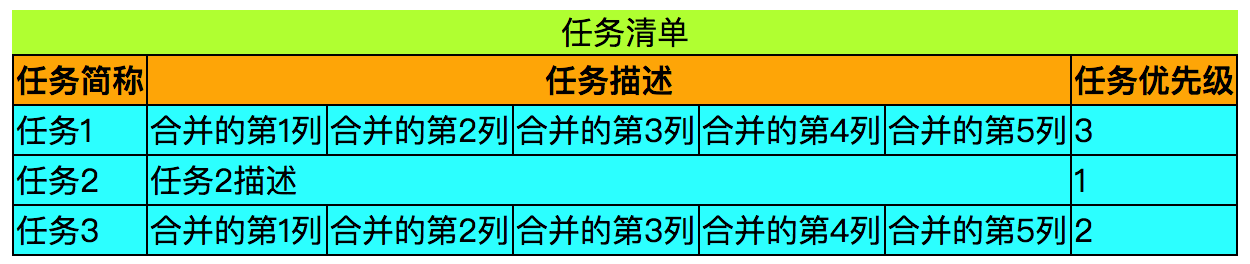 任务清单
任务简称 任务描述 任务优先级
任务1 合并的第1列 合并的第2列 合并的第3列 合并的第4列 合并的第5列 3
任务2 任务2描述 1
任务3 合并的第1列 合并的第2列 合并的第3列 合并的第4列 合并的第5列 2